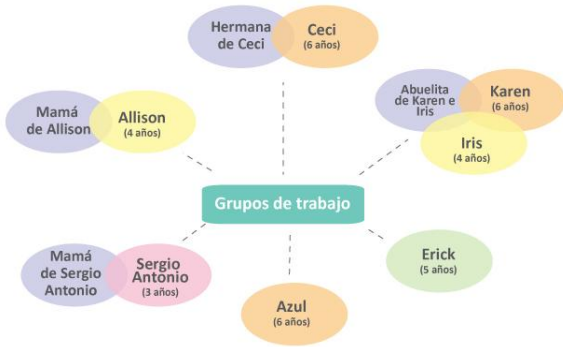 Hermana
de Ceci
Ceci
(6 años)
Mamá
de Allison
Allison
(4 años)
Abuelita
de Karen e
Iris
Karen
(6 años)
Iris
(4 años)
Grupos de trabajo
Mamá
de Sergio
Antonio
Sergio
Antonio
(3 años)
Azul
(6 años)
Erick
(5 años)